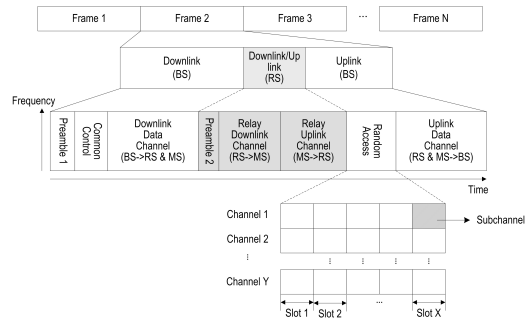 Frame 1
Frame 2
Frame 3
...
Frame N
Downlink
(BS)
Downlink/Up
link
(RS)
Uplink
(BS)
Frequency
Preamble 1
Common
Control
Downlink
Data
Channel
(BS->RS & MS)
Preamble 2
Relay
Downlink
Channel
(RS->MS)
Relay
Uplink
Channel
(MS->RS)
Random
Access
Uplink
Data
Channel
(RS & MS->BS)
Time
Channel 1
Subchannel
Channel 2
...
Channel Y
...
Slot 1
Slot 2
Slot X